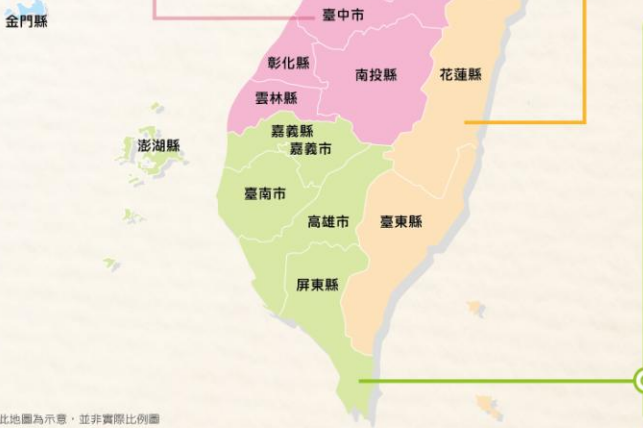 金門縣
臺中市
彰化縣
南投縣
花蓮縣
雲林縣
嘉義縣
嘉義市
澎湖縣
臺南市
高雄市
臺東縣
屏東縣
此地圖為示意，並非實際比例圖